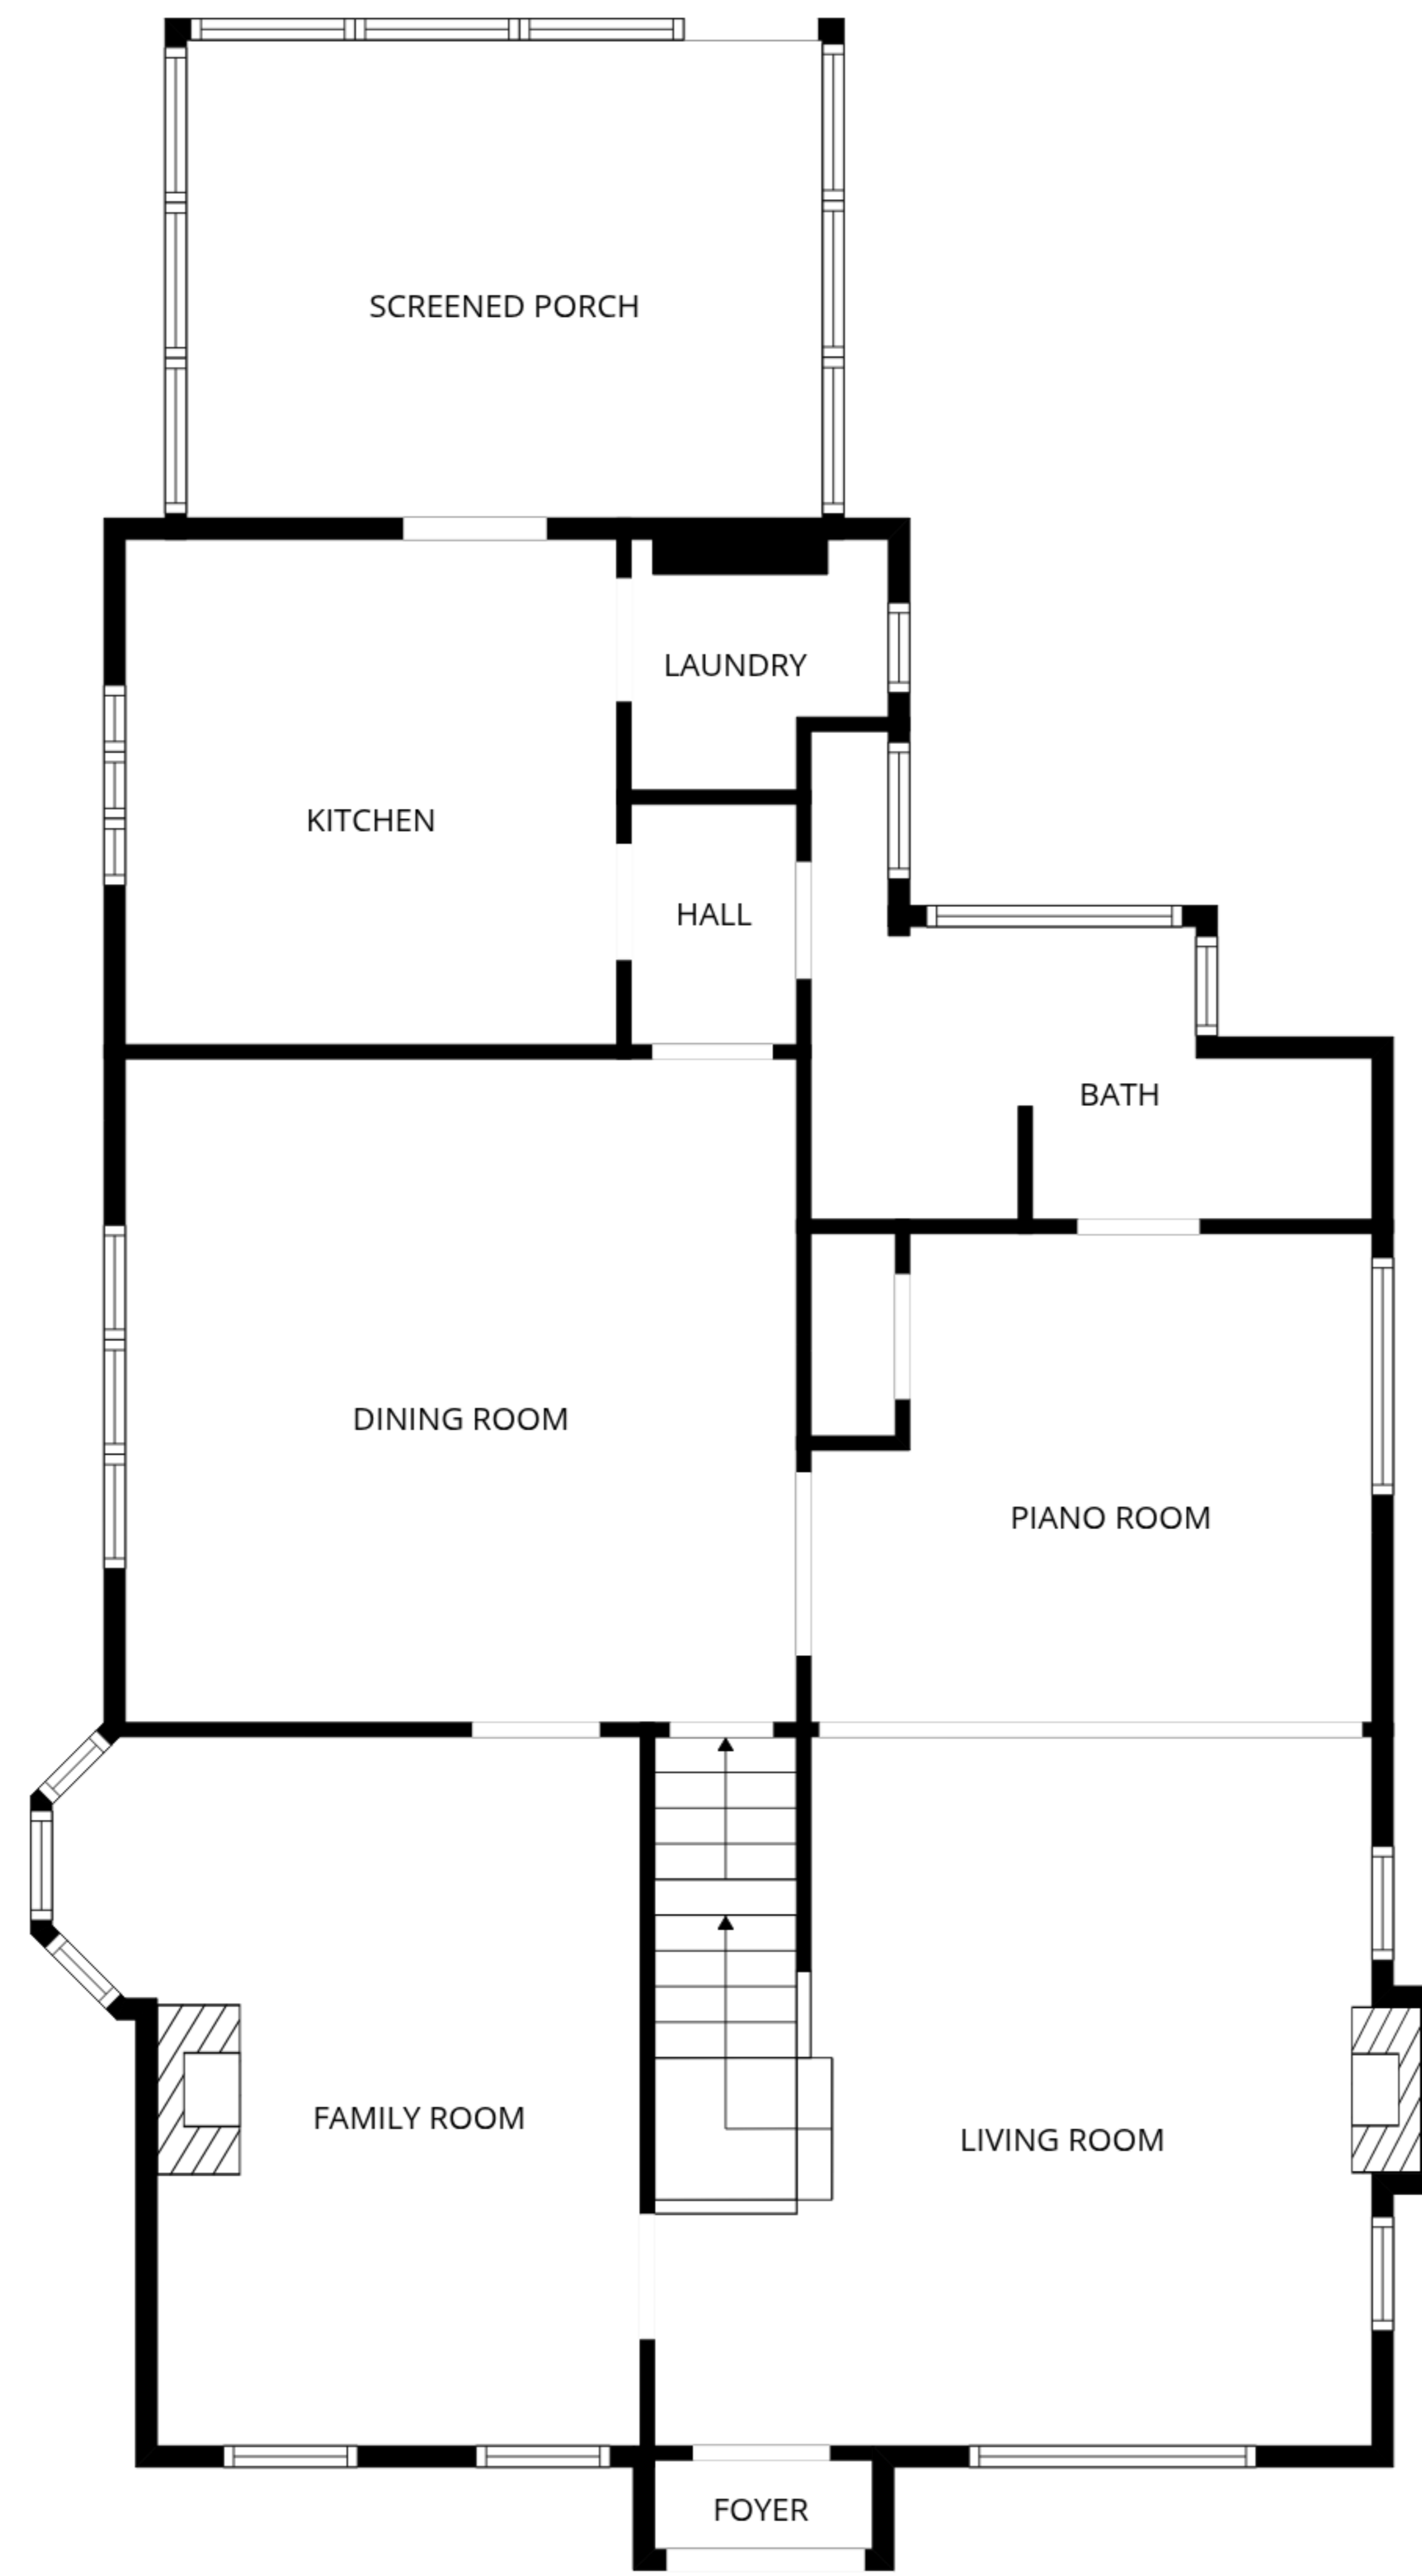 SCREENED PORCH
LAUNDRY
KITCHEN
HALL
BATH
DINING ROOM
PIANO ROOM
FAMILY ROOM
LIVING ROOM
FOYER